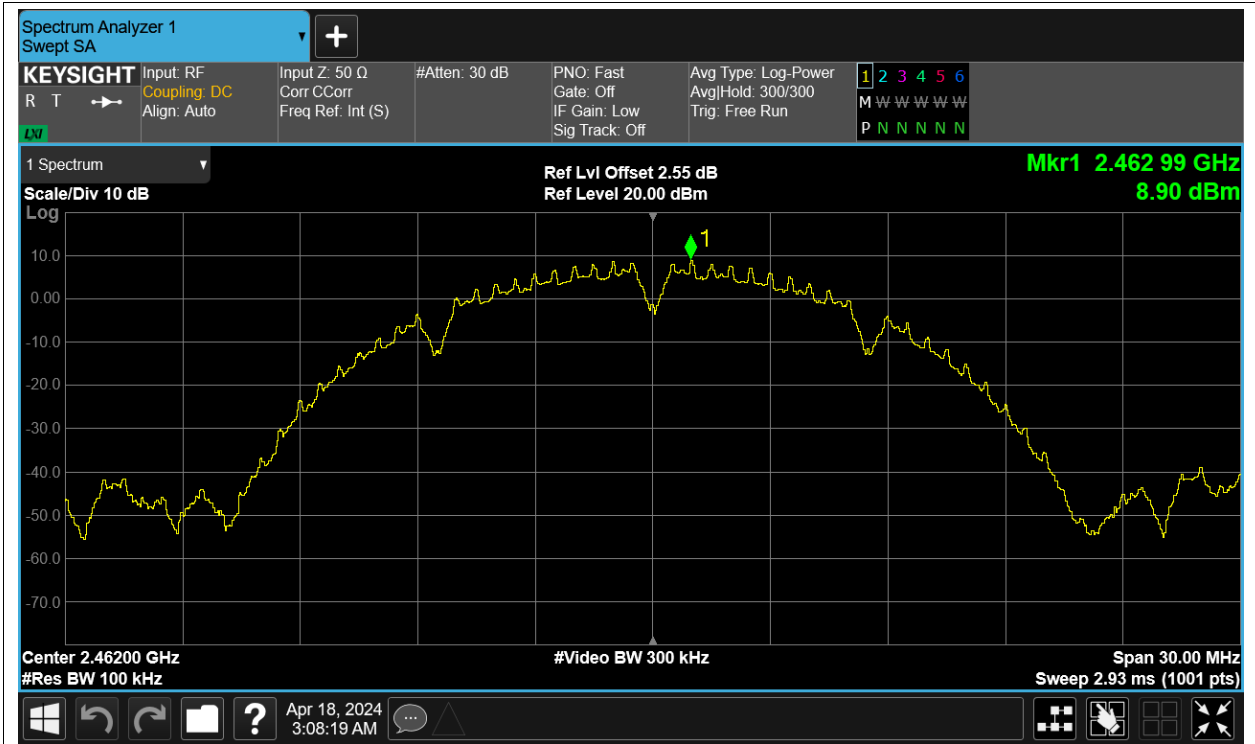 Spectrum Analyzer 1
Swept SA
KEYSIGHT
R T
LXI
Input: RF
Coupling: DC
Align: Auto
Input Z: 50 Ω
Corr CCorr
Freq Ref: Int (S)
#Atten: 30 dB
PNO: Fast
Gate: Off
IF Gain: Low
Sig Track: Off
Avg Type: Log-Power
Avg|Hold: 300/300
Trig: Free Run
1 2 3 4 5 6
M W W W W W
P N N N N N
1 Spectrum
Scale/Div 10 dB
Log
Ref Lvl Offset 2.55 dB
Ref Level 20.00 dBm
Mkr1 2.462 99 GHz
8.90 dBm
1
10.0
0.00
-10.0
-20.0
-30.0
-40.0
-50.0
-60.0
-70.0
Center 2.46200 GHz
#Res BW 100 kHz
#Video BW 300 kHz
Span 30.00 MHz
Sweep 2.93 ms (1001 pts)
?
Apr 18, 2024
3:08:19 AM